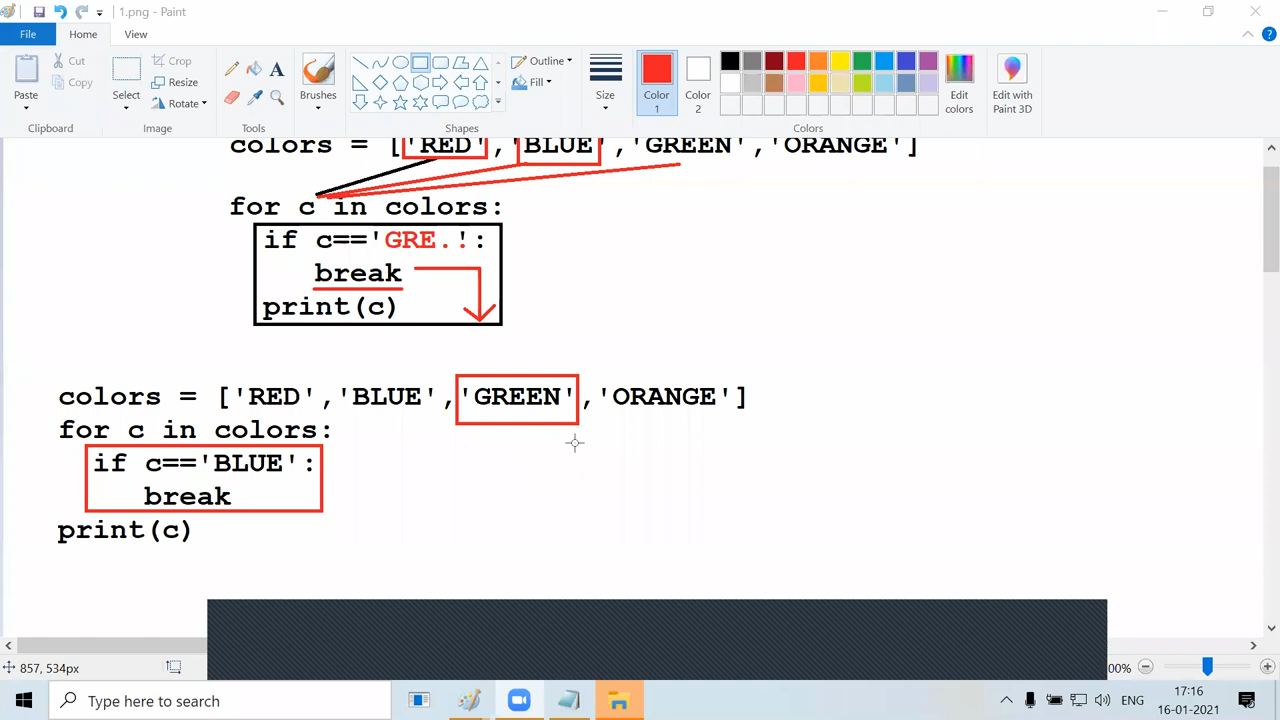 1.png - Paint
File Home View
Paste Cut Copy Select Crop Resize Rotate Brushes Outline Fill Size Color 1 Color 2 Edit colors Edit with Paint 3D
Clipboard Image Tools Shapes Colors
colors = ['RED','BLUE','GREEN','ORANGE']
for c in colors:
if c=='GRE.!:
break
print(c)
colors = ['RED','BLUE','GREEN','ORANGE']
for c in colors:
if c=='BLUE':
break
print(c)
857, 534px 00%
Type here to search 17:16
16-01-2021